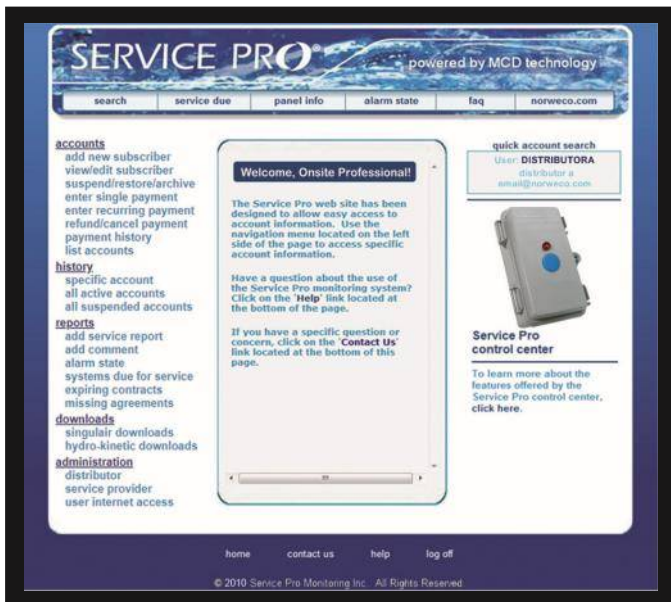 SERVICE PRO®
powered by MCD technology
search service due panel info alarm state faq norweco.com
accounts
add new subscriber
view/edit subscriber
suspend/restore/archive
enter single payment
enter recurring payment
refund/cancel payment
payment history
list accounts
history
specific account
all active accounts
all suspended accounts
reports
add service report
add comment
alarm state
systems due for service
expiring contracts
missing agreements
downloads
singulair downloads
hydro-kinetic downloads
administration
distributor
service provider
user internet access
Welcome, Onsite Professional!
The Service Pro web site has been
designed to allow easy access to
account information. Use the
navigation menu located on the left
side of the page to access specific
account information.
Have a question about the use of
the Service Pro monitoring system?
Click on the 'Help' link located at
the bottom of the page.
If you have a specific question or
concern, click on the 'Contact Us'
link located at the bottom of this
page.
quick account search
User: DISTRIBUTORA
distributor a
email@norweco.com
Service Pro
control center
To learn more about the
features offered by the
Service Pro control center,
click here.
home contact us help log off
© 2010 Service Pro Monitoring Inc. All Rights Reserved.